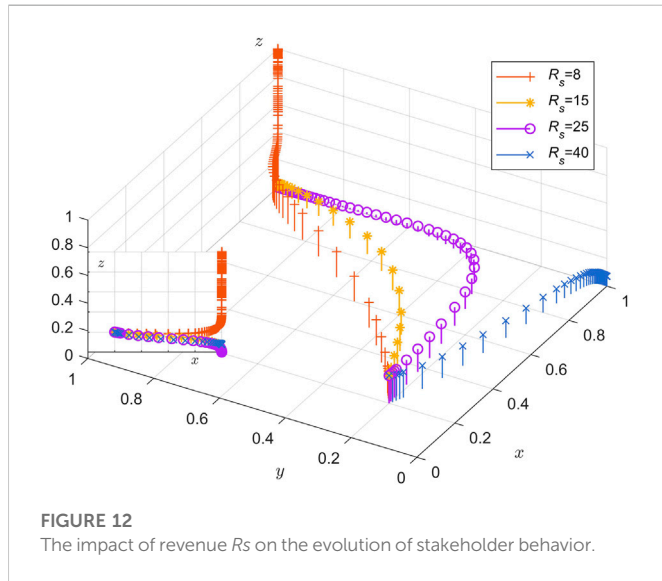 z
R_s=8
R_s=15
R_s=25
R_s=40
1
0.8
0.6
0.4
0.2
0
z
x
1
0.8
0.6
0.4
0.2
0
y
0
0.2
0.4
0.6
0.8
1
x
FIGURE 12
The impact of revenue Rs on the evolution of stakeholder behavior.